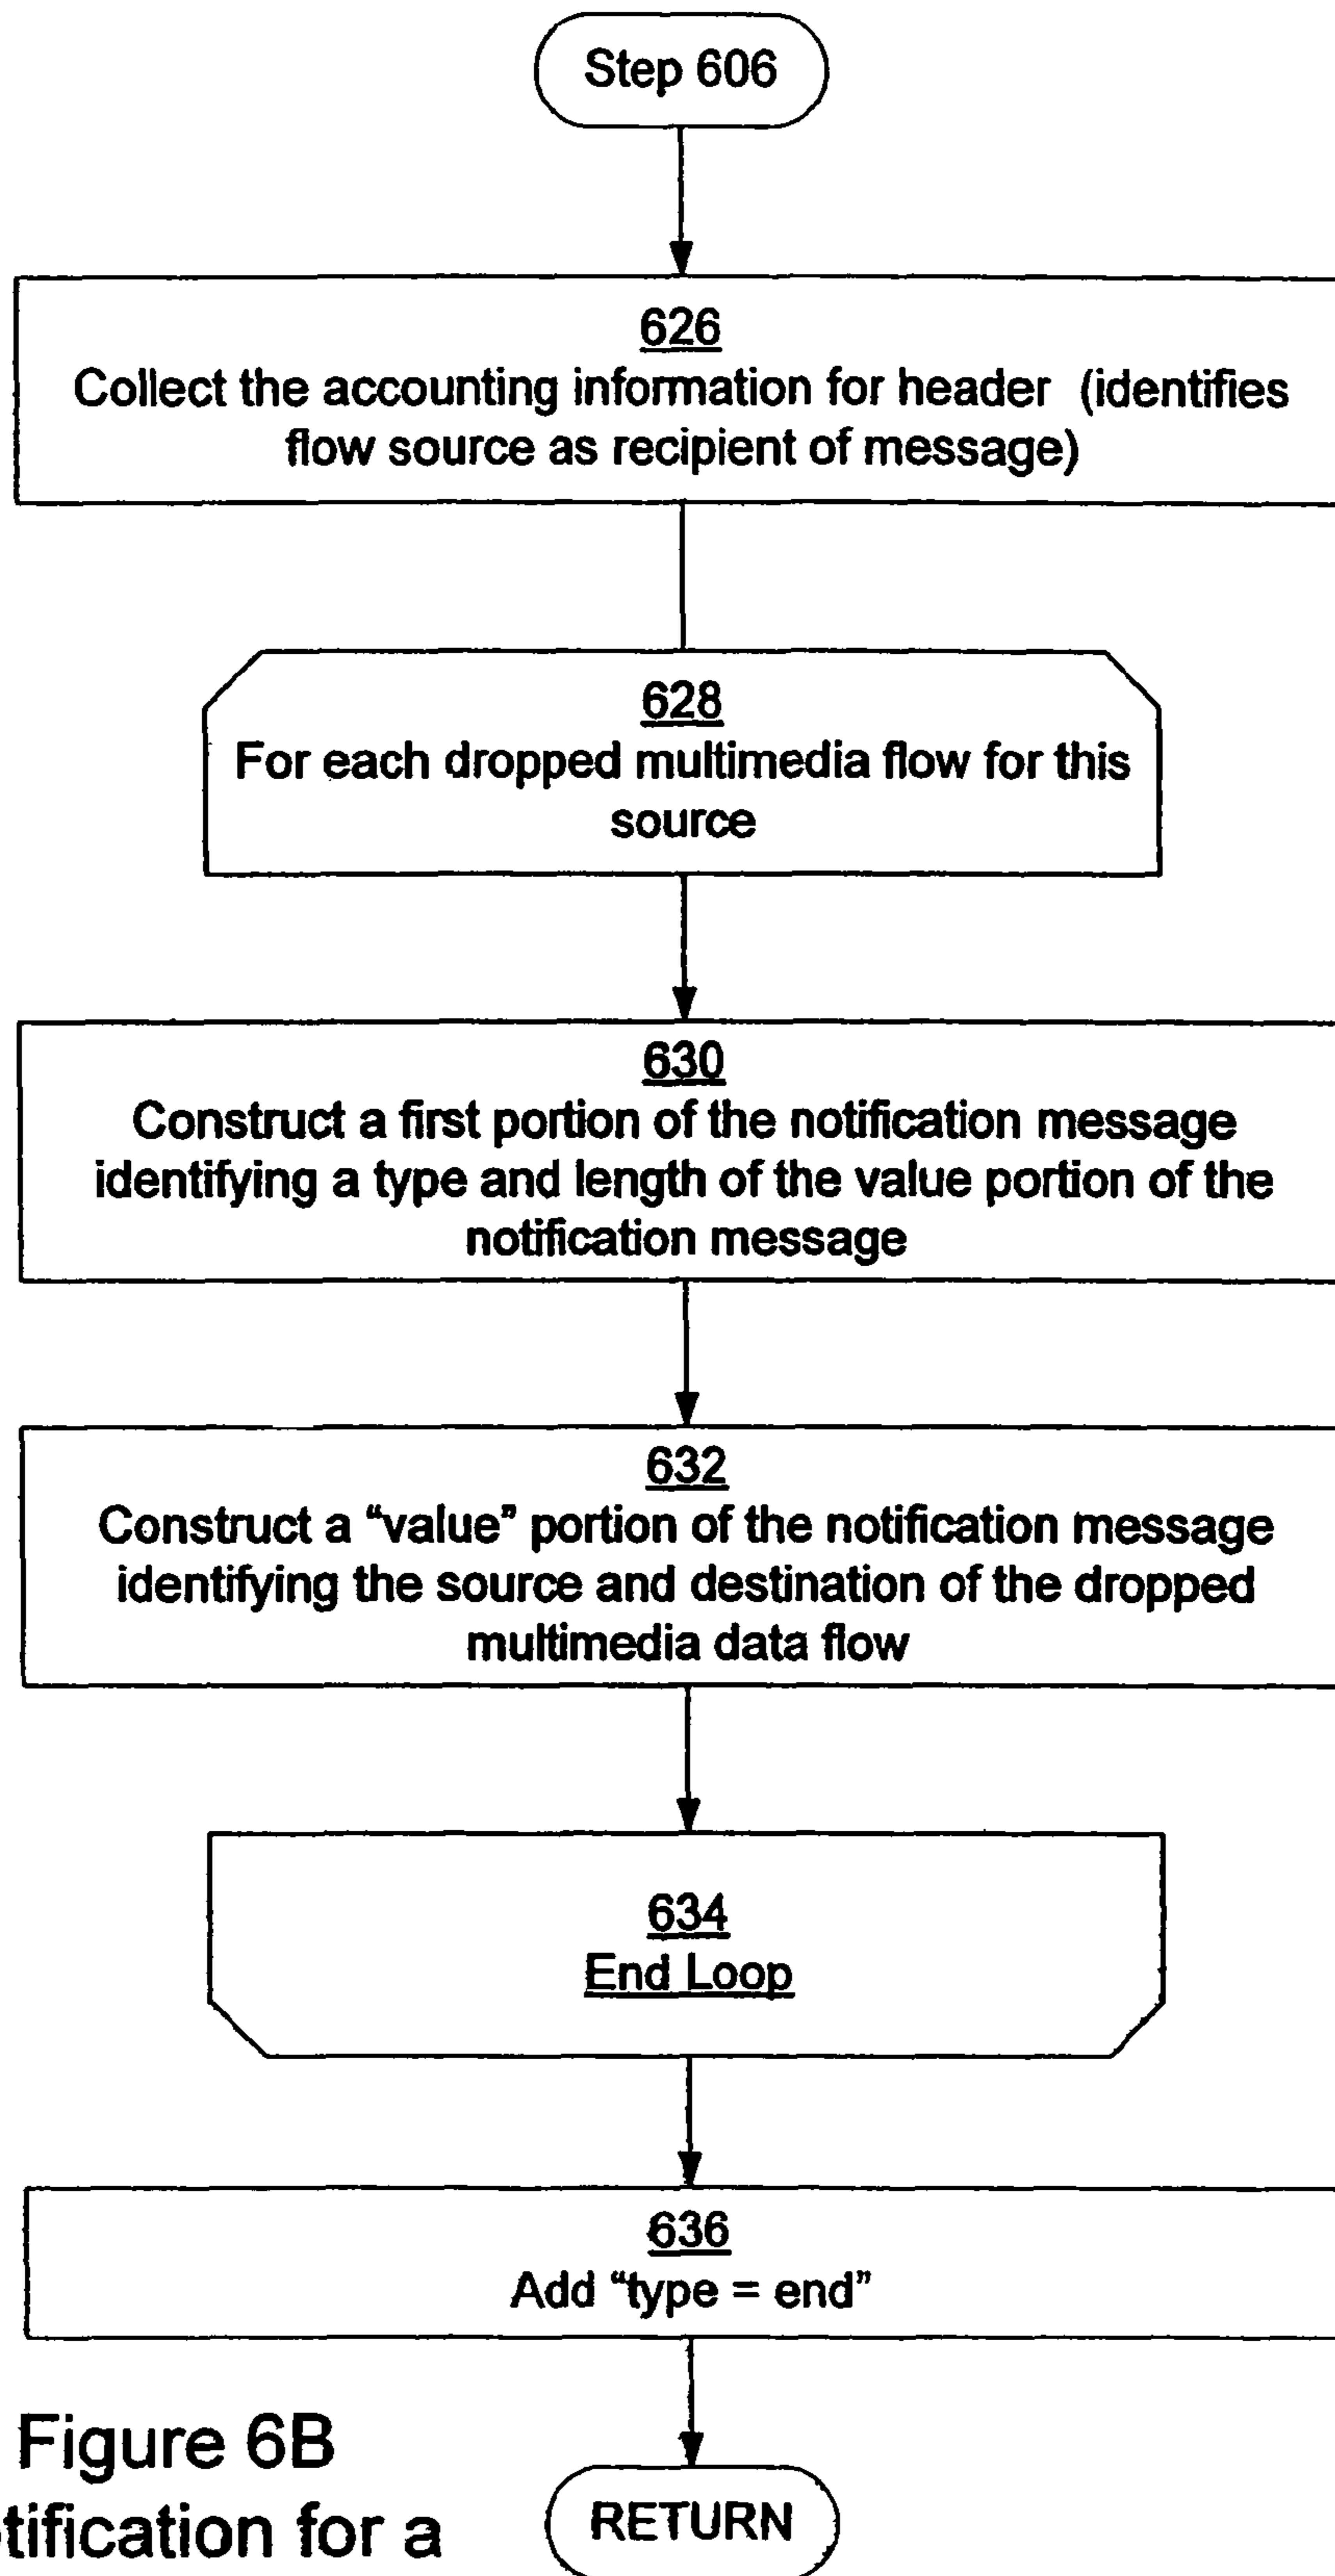 Step 606
626
Collect the accounting information for header (identifies
flow source as recipient of message)
628
For each dropped multimedia flow for this
source
630
Construct a first portion of the notification message
identifying a type and length of the value portion of the
notification message
632
Construct a “value” portion of the notification message
identifying the source and destination of the dropped
multimedia data flow
634
End Loop
636
Add “type = end”
Figure 6B
for a
RETURN